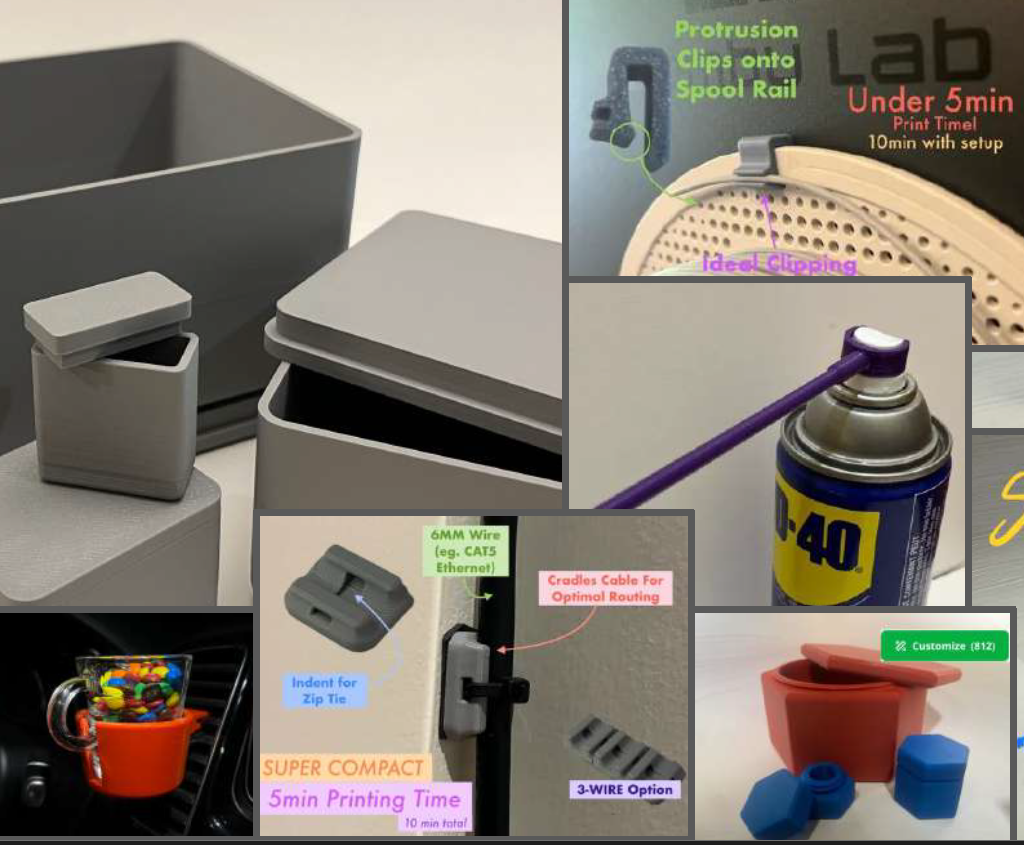 Protrusion
Clips onto
Spool Rail
Lab
Under 5min
Print Time!
10min with setup
Ideal Clipping
-40
6MM Wire
(eg. CAT5
Ethernet)
Cradles Cable For
Optimal Routing
Indent for
Zip Tie
SUPER COMPACT
5min Printing Time
10 min total
3-WIRE Option
Customize (812)